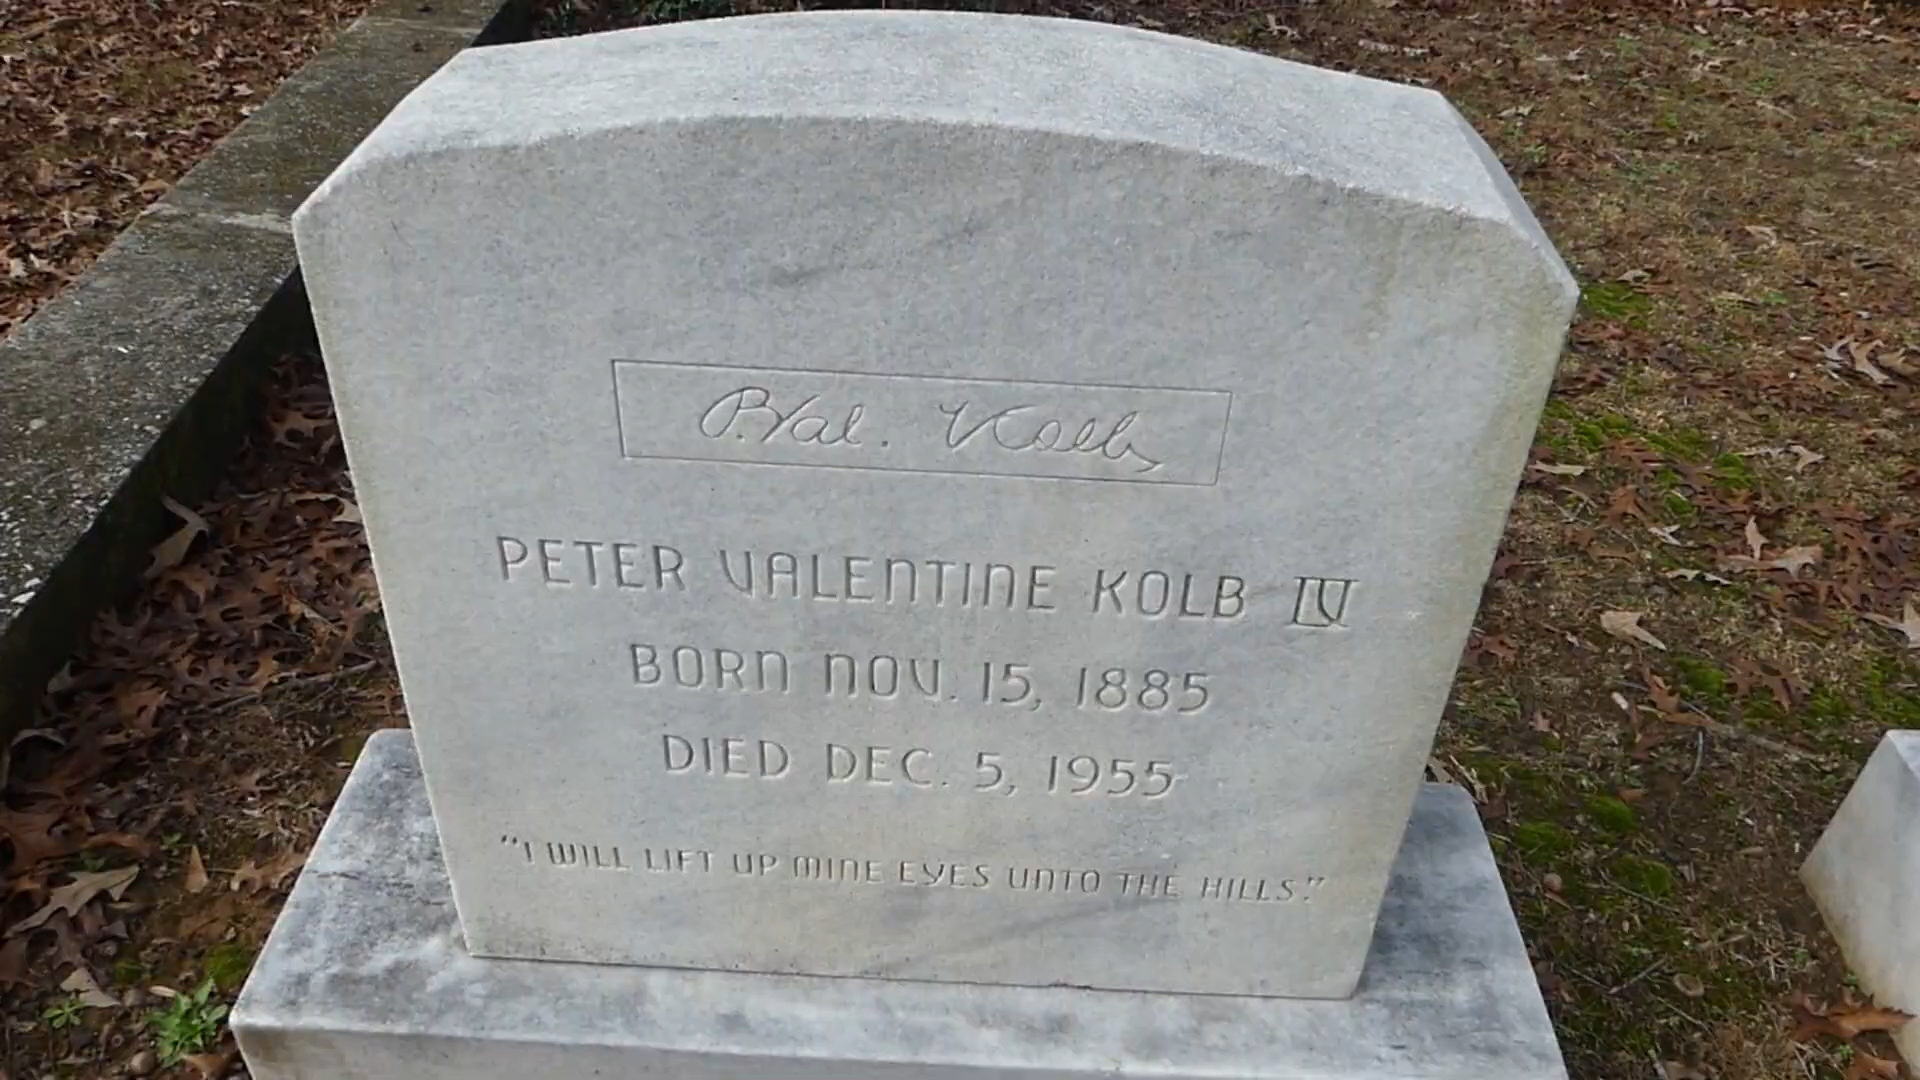 P. Val. Kolb
PETER VALENTINE KOLB IV
BORN NOV. 15, 1885
DIED DEC. 5, 1955
"I WILL LIFT UP MINE EYES UNTO THE HILLS."